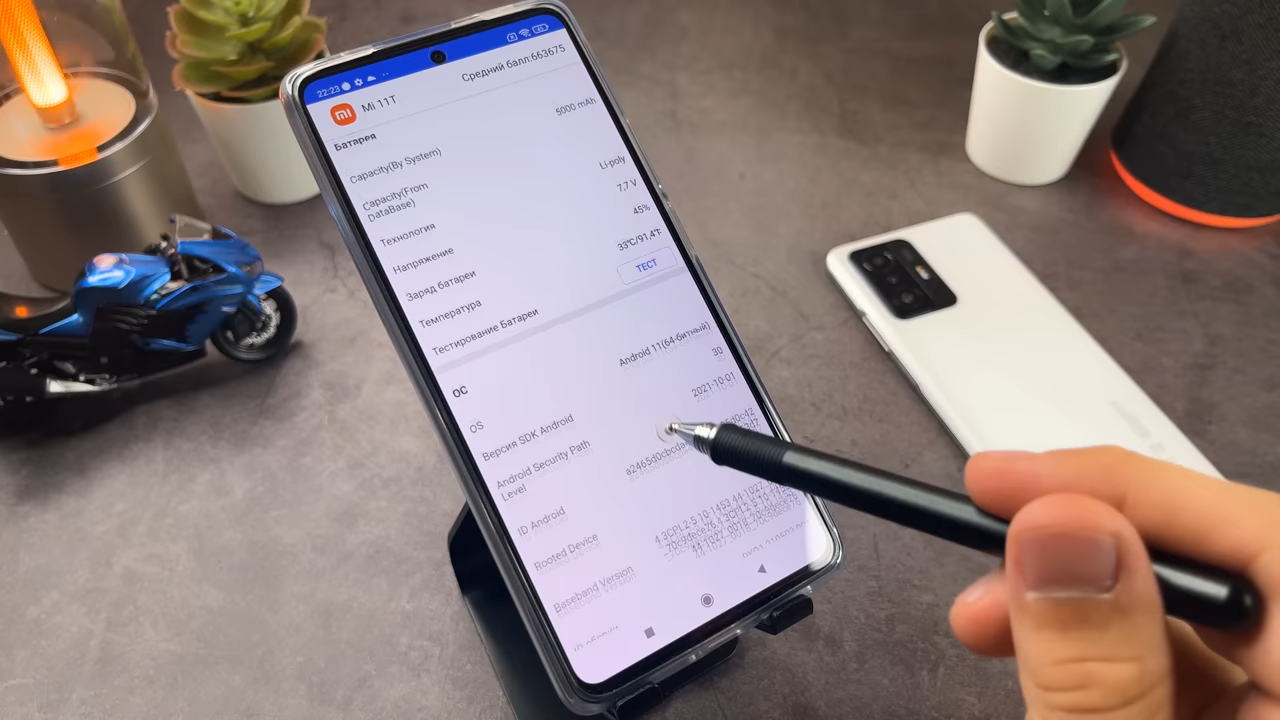 22:23
Mi 11T
Средний балл:663675
Батарея
Capacity(By System)
5000 mAh
Capacity(From
DataBase)
Технология
Li-poly
Напряжение
7,7 V
Заряд батареи
45%
Температура
33℃/91.4℉
Тестирование Батареи
ТЕСТ
ОС
OS
Android 11(64-битный)
Версия SDK Android
30
Android Security Path
Level
2021-10-01
ID Android
Rooted Device
Baseband Version